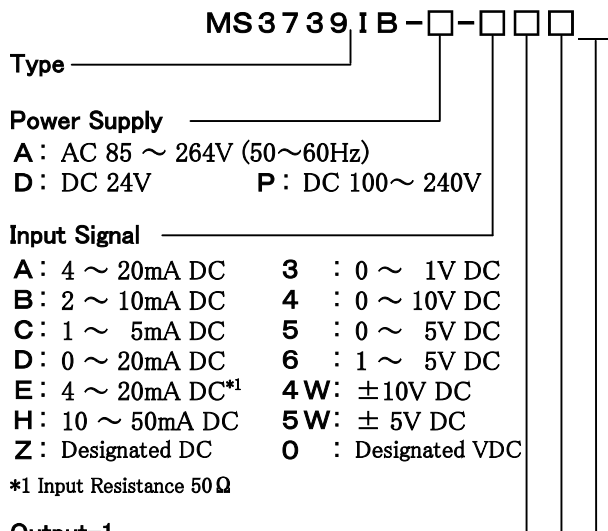 MS3739IB-□-□□□
Type
Power Supply
A: AC 85 ~ 264V (50~60Hz)
D: DC 24V P: DC 100~ 240V
Input Signal
A: 4 ~ 20mA DC 3 : 0 ~ 1V DC
B: 2 ~ 10mA DC 4 : 0 ~ 10V DC
C: 1 ~ 5mA DC 5 : 0 ~ 5V DC
D: 0 ~ 20mA DC 6 : 1 ~ 5V DC
E: 4 ~ 20mA DC*1 4W: ±10V DC
H: 10 ~ 50mA DC 5W: ± 5V DC
Z: Designated DC 0 : Designated VDC
*1 Input Resistance 50Ω
Output-1